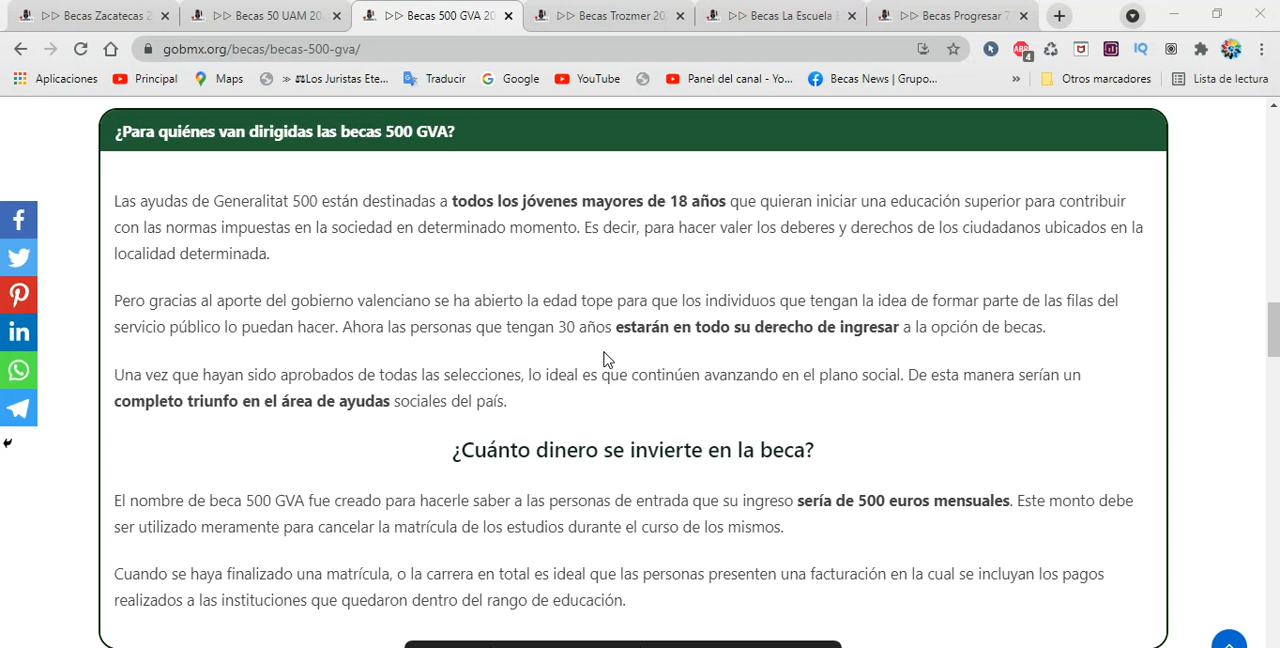 ▷▷ Becas Zacatecas 2
▷▷ Becas 50 UAM 20
▷▷ Becas 500 GVA 20
▷▷ Becas Trozmer 20
▷▷ Becas La Escuela E
▷▷ Becas Progresar 7
gobmx.org/becas/becas-500-gva/
ABP
4
IQ
Aplicaciones
Principal
Maps
» ⚖Los Juristas Ete...
Traducir
Google
YouTube
Panel del canal - Yo...
Becas News | Grupo...
»
Otros marcadores
Lista de lectura
¿Para quiénes van dirigidas las becas 500 GVA?
Las ayudas de Generalitat 500 están destinadas a todos los jóvenes mayores de 18 años que quieran iniciar una educación superior para contribuir
con las normas impuestas en la sociedad en determinado momento. Es decir, para hacer valer los deberes y derechos de los ciudadanos ubicados en la
localidad determinada.
Pero gracias al aporte del gobierno valenciano se ha abierto la edad tope para que los individuos que tengan la idea de formar parte de las filas del
servicio público lo puedan hacer. Ahora las personas que tengan 30 años estarán en todo su derecho de ingresar a la opción de becas.
Una vez que hayan sido aprobados de todas las selecciones, lo ideal es que continúen avanzando en el plano social. De esta manera serían un
completo triunfo en el área de ayudas sociales del país.
¿Cuánto dinero se invierte en la beca?
El nombre de beca 500 GVA fue creado para hacerle saber a las personas de entrada que su ingreso sería de 500 euros mensuales. Este monto debe
ser utilizado meramente para cancelar la matrícula de los estudios durante el curso de los mismos.
Cuando se haya finalizado una matrícula, o la carrera en total es ideal que las personas presenten una facturación en la cual se incluyan los pagos
realizados a las instituciones que quedaron dentro del rango de educación.